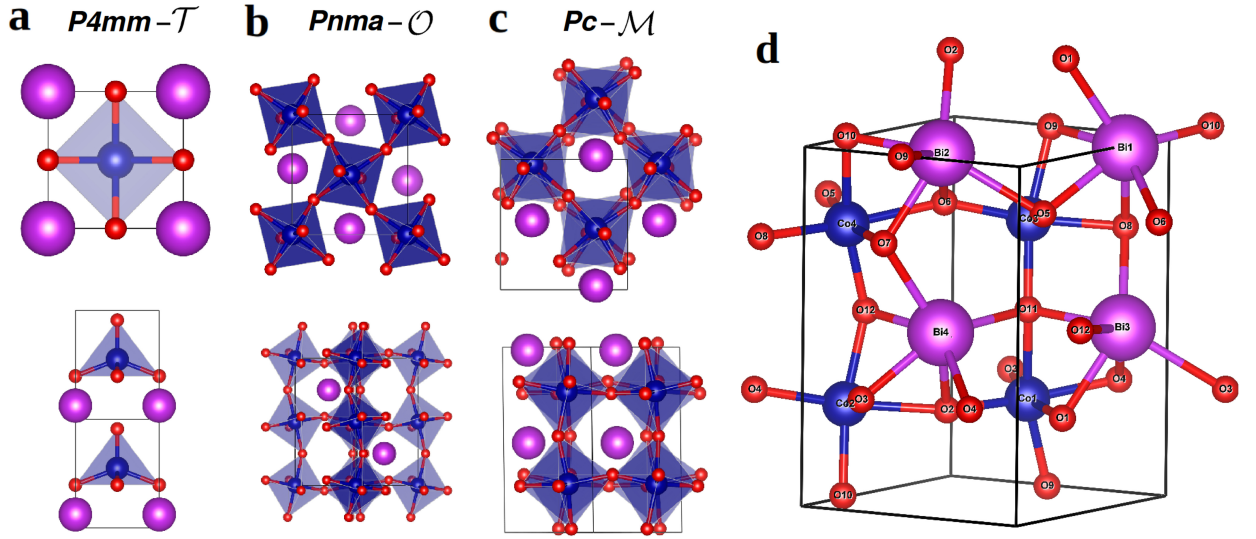 a P4mm-𝒯
b Pnma-𝒪
c Pc-ℳ
d
O2 O1
O10 O9 O10
O9 Bi2 Bi1
O5 O6 O5 O6
Co4 Co3
O8 O7 O8
O12 O11
Bi4 O12 Bi3
O3 O4
O4 Co2 O3 O2 O4 Co1 O1 O3
O10 O9